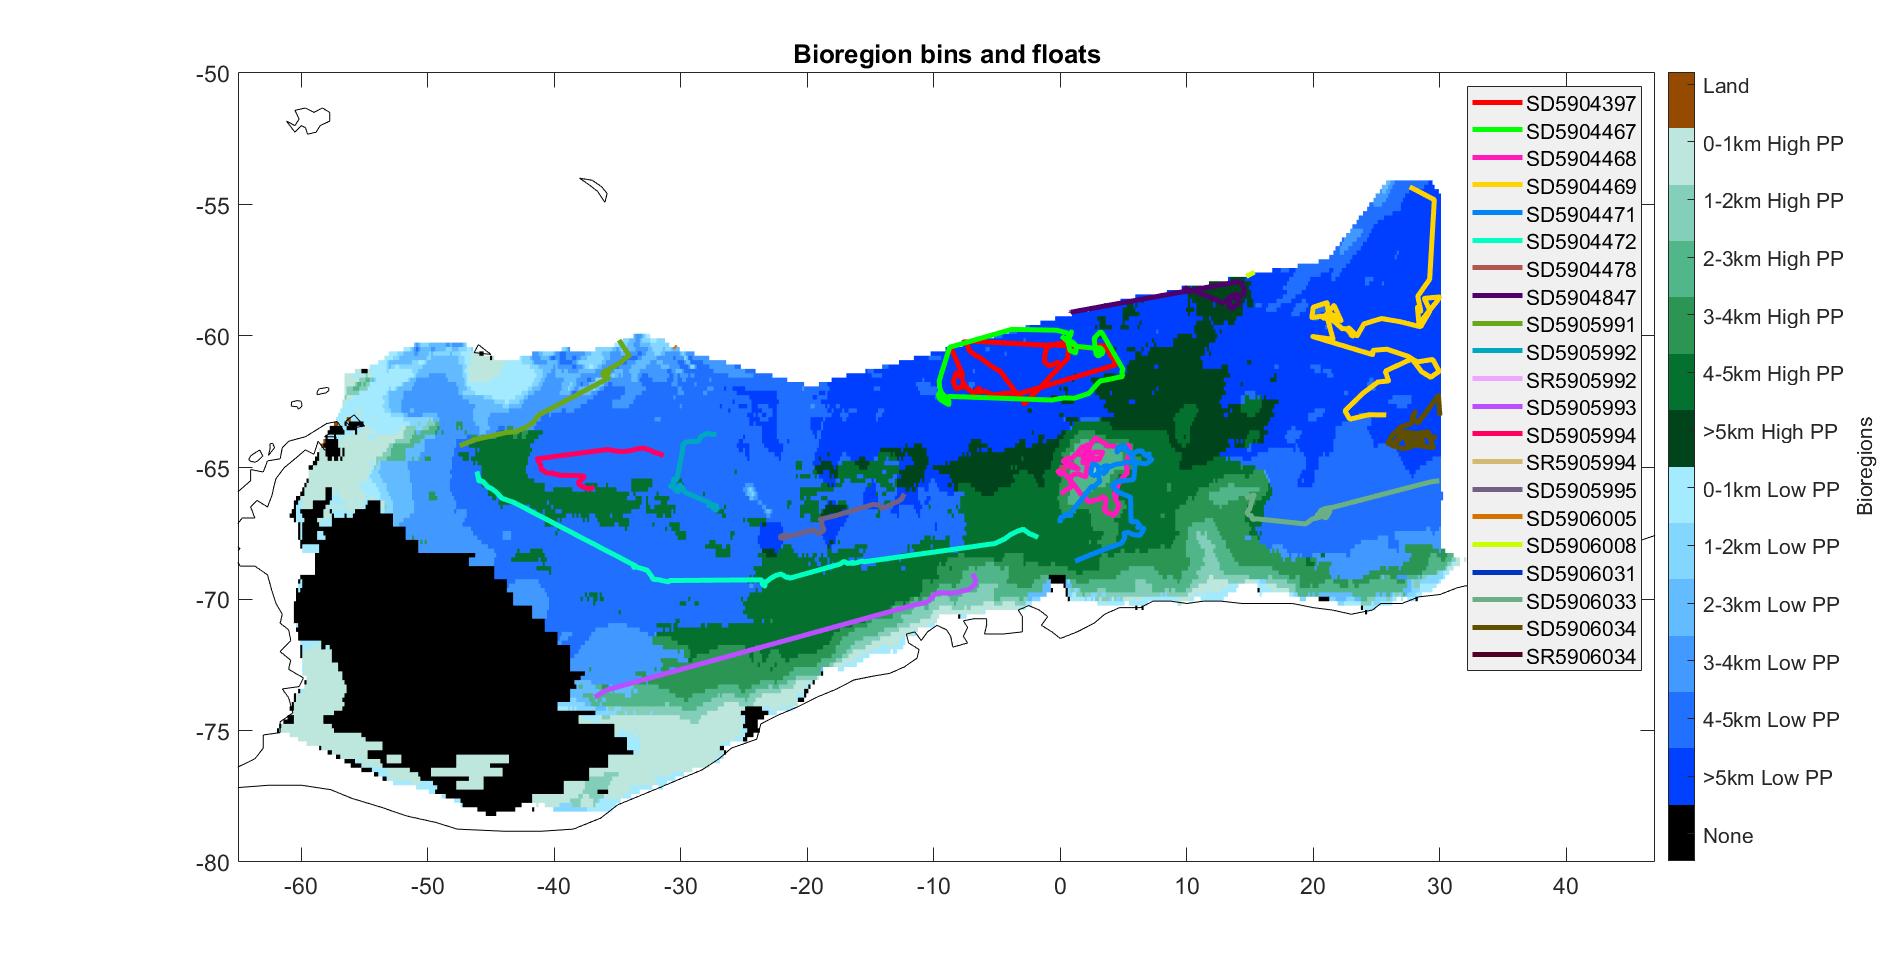 Bioregion bins and floats
-50
-55
-60
-65
-70
-75
-80
-60
-50
-40
-30
-20
-10
0
10
20
30
40
SD5904397
SD5904467
SD5904468
SD5904469
SD5904471
SD5904472
SD5904478
SD5904847
SD5905991
SD5905992
SR5905992
SD5905993
SD5905994
SR5905994
SD5905995
SD5906005
SD5906008
SD5906031
SD5906033
SD5906034
SR5906034
Land
0-1km High PP
1-2km High PP
2-3km High PP
3-4km High PP
4-5km High PP
>5km High PP
0-1km Low PP
1-2km Low PP
2-3km Low PP
3-4km Low PP
4-5km Low PP
>5km Low PP
None
Bioregions